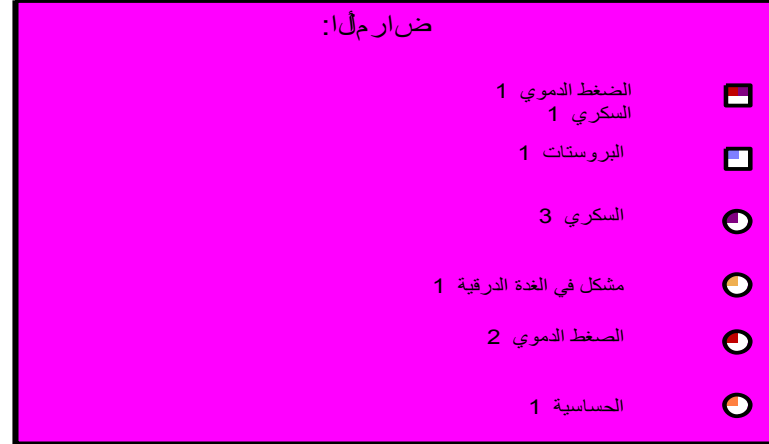 الأمراض:
الضغط الدموي 1
السكري 1
البروستات 1
السكري 3
مشكل في الغدة الدرقية 1
الصغط الدموي 2
الحساسية 1